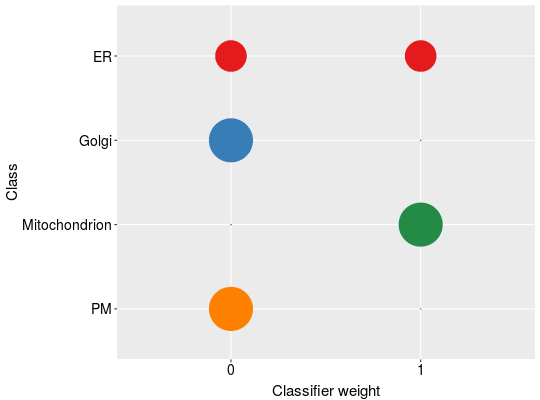 ER
Golgi
Mitochondrion
PM
Class
0 1
Classifier weight